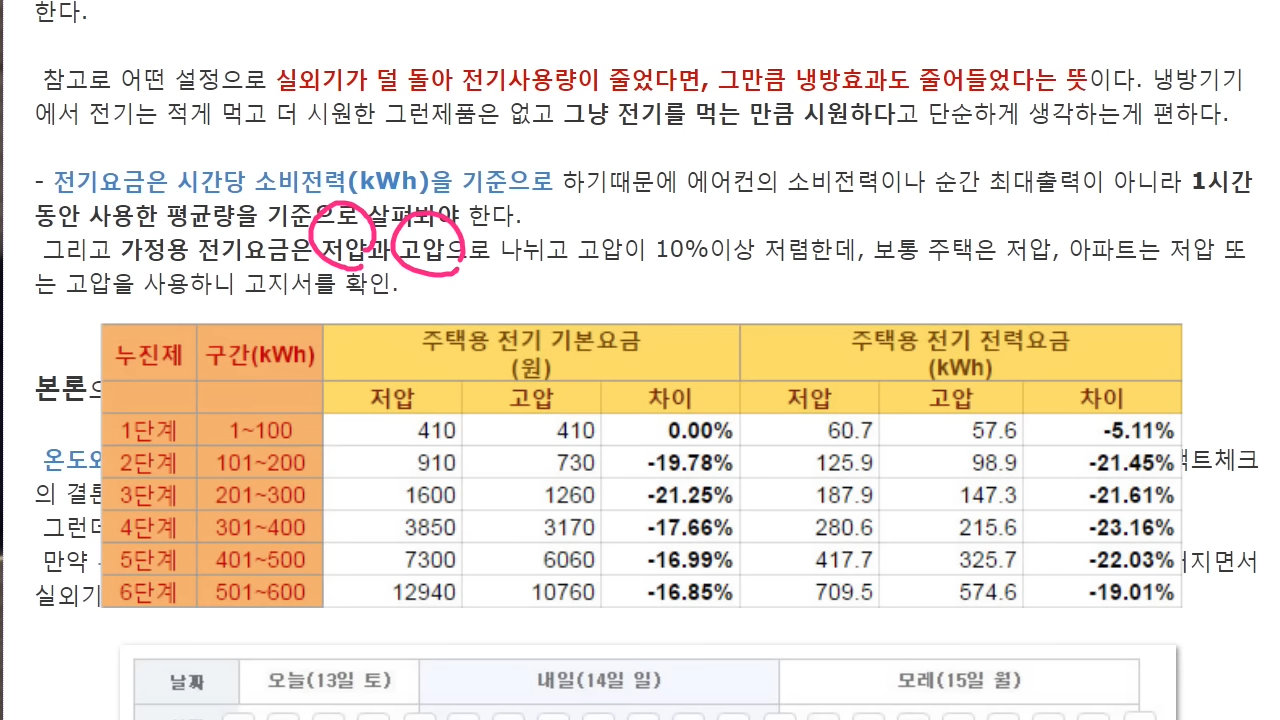 한다.
참고로 어떤 설정으로 실외기가 덜 돌아 전기사용량이 줄었다면, 그만큼 냉방효과도 줄어들었다는 뜻이다. 냉방기기
에서 전기는 적게 먹고 더 시원한 그런제품은 없고 그냥 전기를 먹는 만큼 시원하다고 단순하게 생각하는게 편하다.
- 전기요금은 시간당 소비전력(kWh)을 기준으로 하기때문에 에어컨의 소비전력이나 순간 최대출력이 아니라 1시간
동안 사용한 평균량을 기준으로 살펴봐야 한다.
그리고 가정용 전기요금은 저압과 고압으로 나뉘고 고압이 10%이상 저렴한데, 보통 주택은 저압, 아파트는 저압 또
는 고압을 사용하니 고지서를 확인.
누진제 구간(kWh) 주택용 전기 기본요금 (원) 주택용 전기 전력요금 (kWh)
저압 고압 차이 저압 고압 차이
1단계 1~100 410 410 0.00% 60.7 57.6 -5.11%
2단계 101~200 910 730 -19.78% 125.9 98.9 -21.45%
3단계 201~300 1600 1260 -21.25% 187.9 147.3 -21.61%
4단계 301~400 3850 3170 -17.66% 280.6 215.6 -23.16%
5단계 401~500 7300 6060 -16.99% 417.7 325.7 -22.03%
6단계 501~600 12940 10760 -16.85% 709.5 574.6 -19.01%
본론
온도
의 결론
그런데
만약
지면서
실외기
날짜 오늘(13일 토) 내일(14일 일) 모레(15일 월)